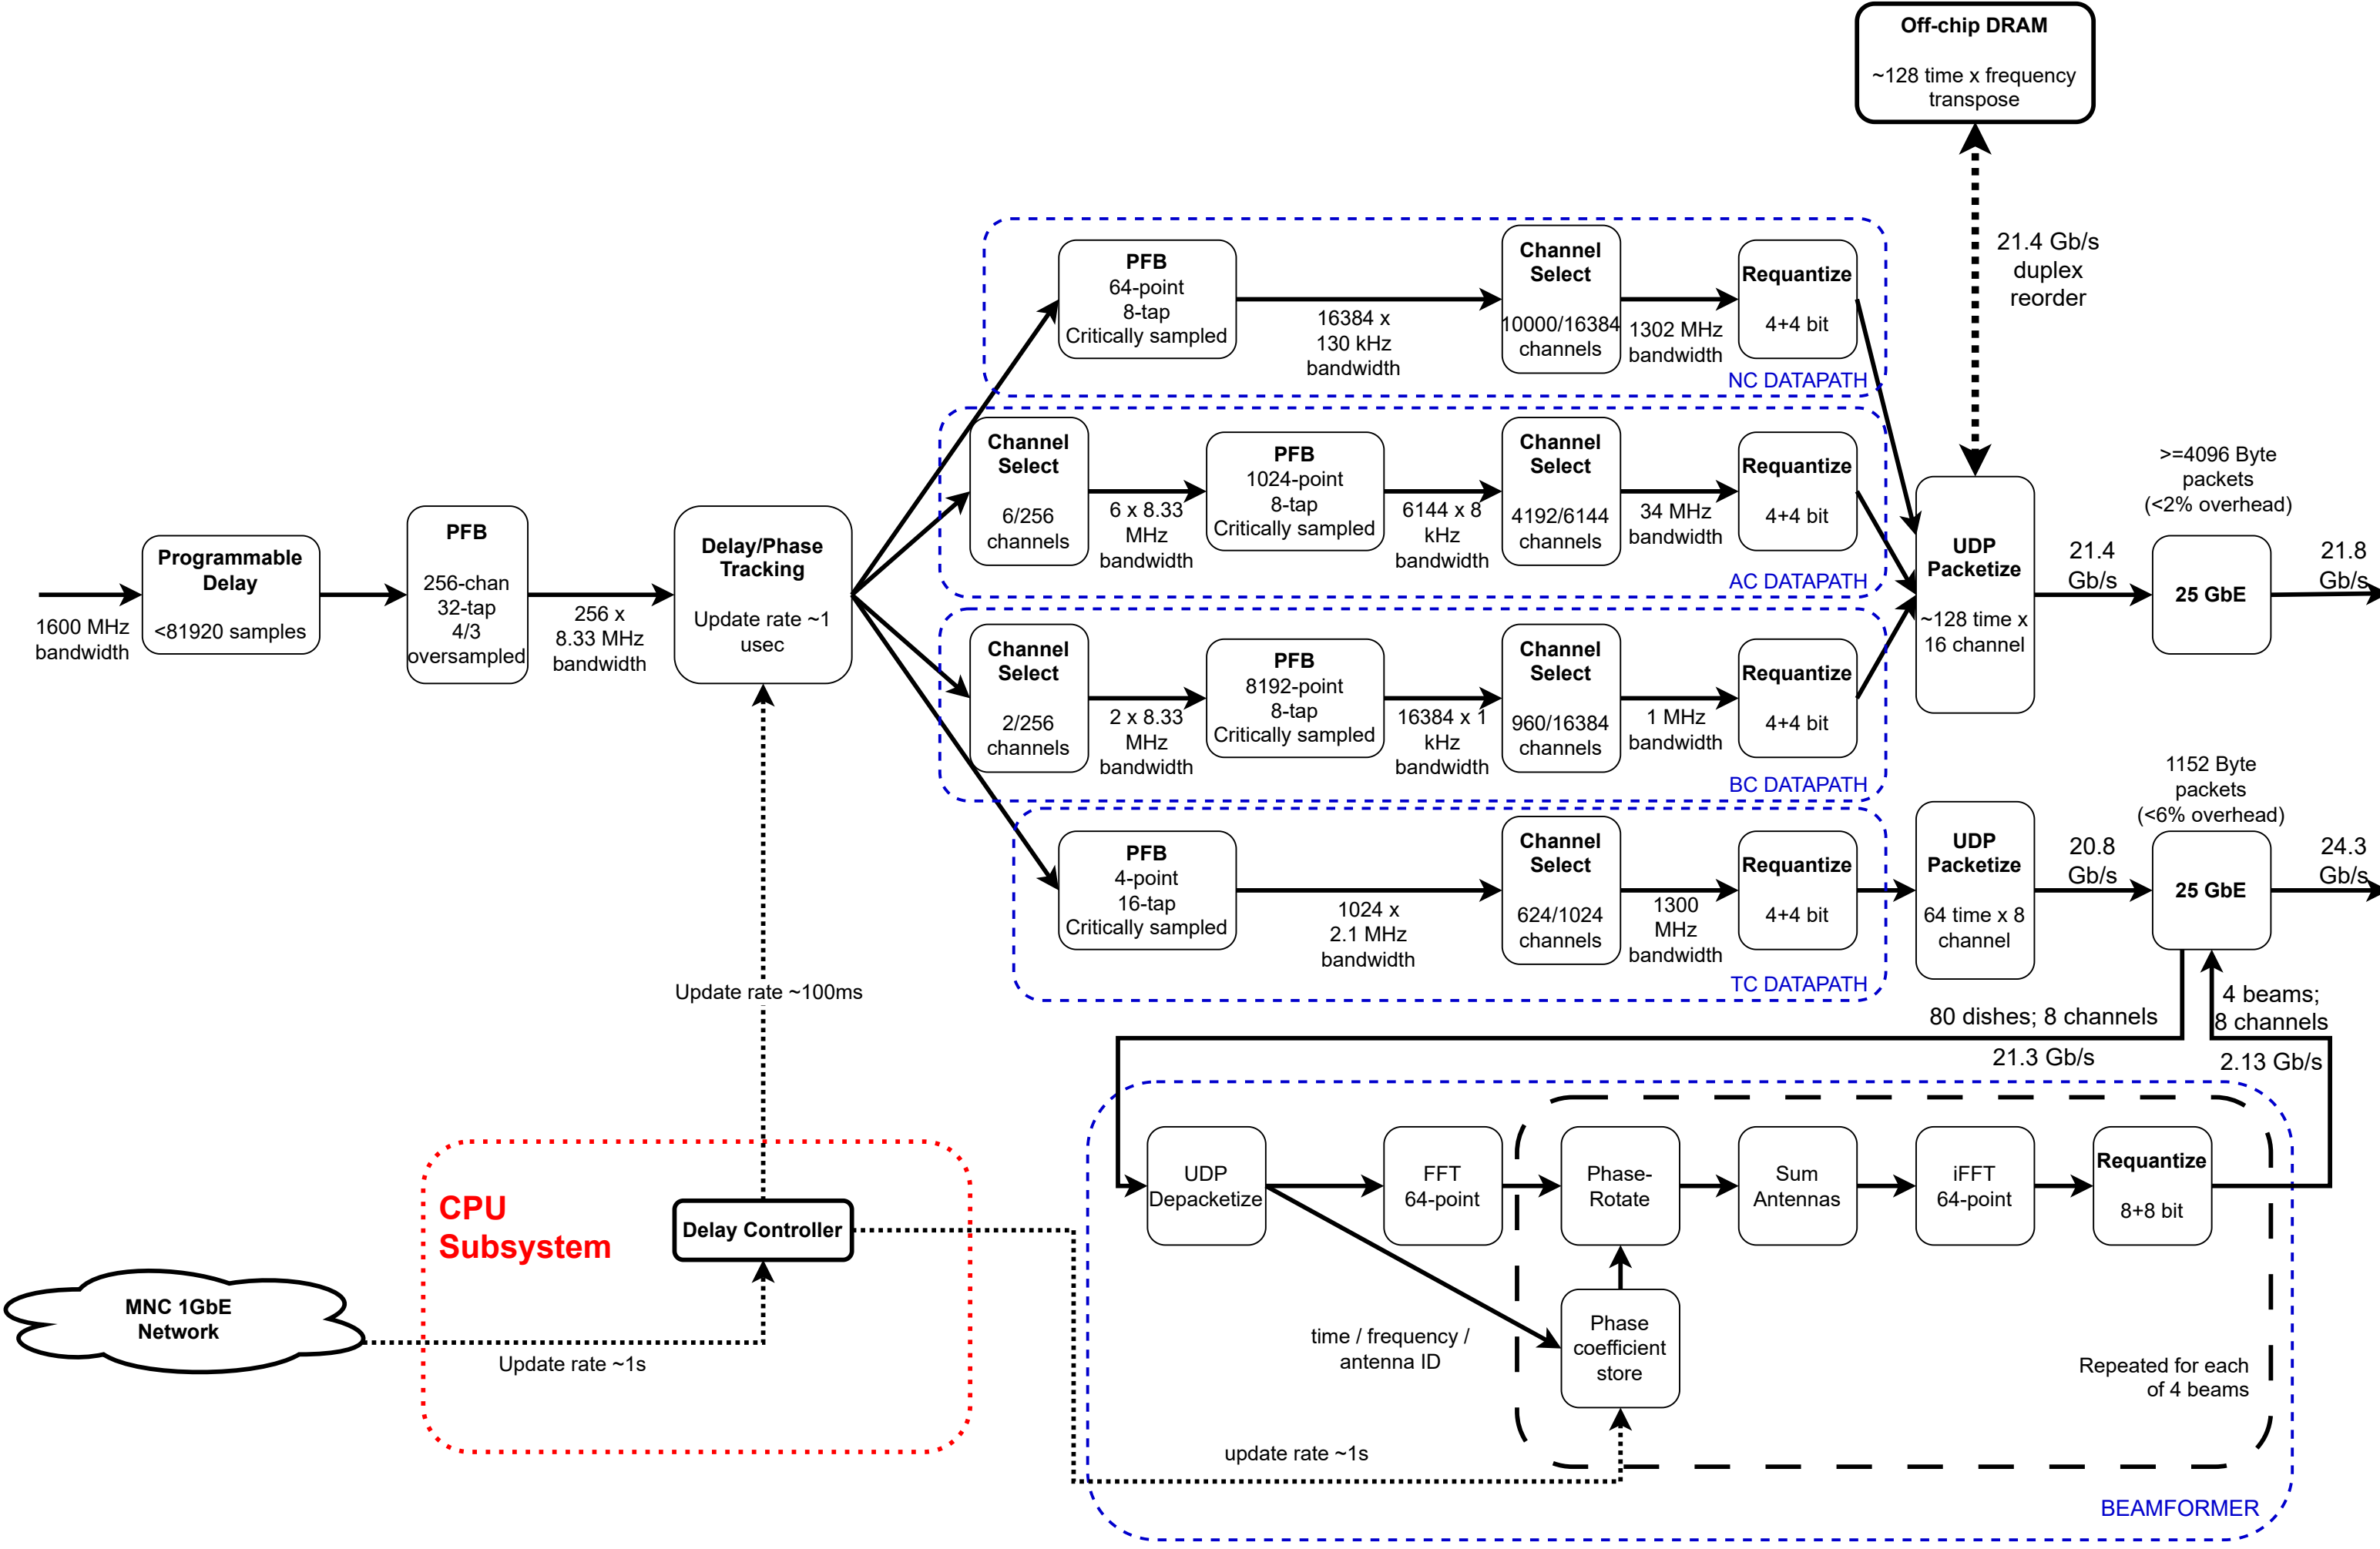 Off-chip DRAM
~128 time x frequency
transpose
21.4 Gb/s
duplex
reorder
PFB
64-point
8-tap
Critically sampled
16384 x
130 kHz
bandwidth
Channel
Select
10000/16384
channels
1302 MHz
bandwidth
Requantize
4+4 bit
NC DATAPATH
Channel
Select
6/256
channels
6 x 8.33
MHz
bandwidth
PFB
1024-point
8-tap
Critically sampled
6144 x 8
kHz
bandwidth
Channel
Select
4192/6144
channels
34 MHz
bandwidth
Requantize
4+4 bit
AC DATAPATH
1600 MHz
bandwidth
Programmable
Delay
<81920 samples
PFB
256-chan
32-tap
4/3
oversampled
256 x
8.33 MHz
bandwidth
Delay/Phase
Tracking
Update rate ~1
usec
UDP
Packetize
~128 time x
16 channel
21.4
Gb/s
>=4096 Byte
packets
(<2% overhead)
25 GbE
21.8
Gb/s
Channel
Select
2/256
channels
2 x 8.33
MHz
bandwidth
PFB
8192-point
8-tap
Critically sampled
16384 x 1
kHz
bandwidth
Channel
Select
960/16384
channels
1 MHz
bandwidth
Requantize
4+4 bit
BC DATAPATH
PFB
4-point
16-tap
Critically sampled
1024 x
2.1 MHz
bandwidth
Channel
Select
624/1024
channels
1300
MHz
bandwidth
Requantize
4+4 bit
TC DATAPATH
UDP
Packetize
64 time x 8
channel
20.8
Gb/s
1152 Byte
packets
(<6% overhead)
25 GbE
24.3
Gb/s
Update rate ~100ms
80 dishes; 8 channels
21.3 Gb/s
4 beams;
8 channels
2.13 Gb/s
CPU
Subsystem
Delay Controller
MNC 1GbE
Network
Update rate ~1s
UDP
Depacketize
FFT
64-point
Phase-
Rotate
Sum
Antennas
iFFT
64-point
Requantize
8+8 bit
time / frequency /
antenna ID
Phase
coefficient
store
Repeated for each
of 4 beams
update rate ~1s
BEAMFORMER